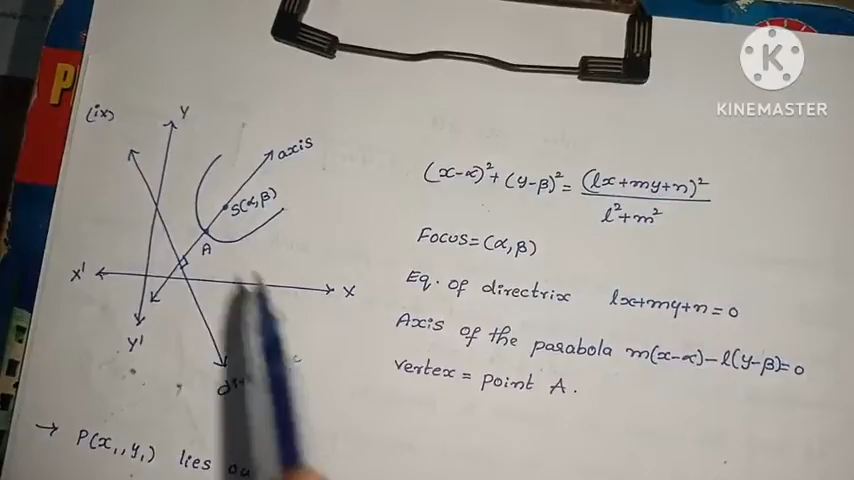 KINEMASTER
(ix)
Y
axis
S(α,β)
A
X'
X
Y'
(x-α)²+(y-β)² = (lx+my+n)²/l²+m²
Focus = (α,β)
Eq. of directrix lx+my+n=0
Axis of the parabola m(x-α)-l(y-β)=0
vertex = point A.
→ P(x₁,y₁) lies